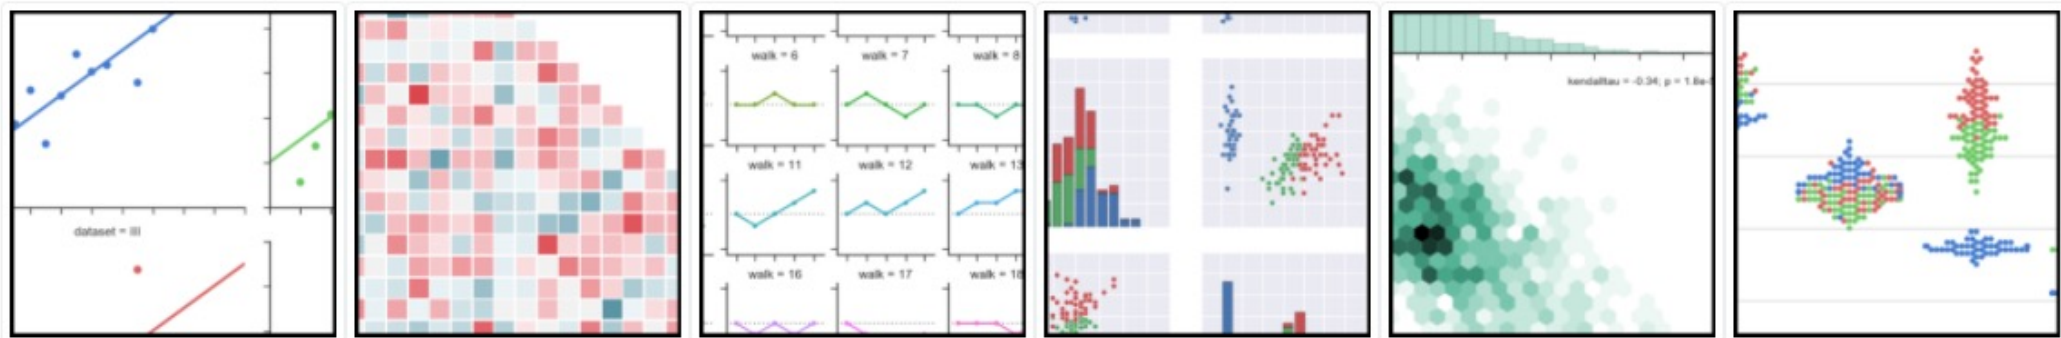 dataset = III
walk = 6
walk = 7
walk = 8
walk = 11
walk = 12
walk = 13
walk = 16
walk = 17
walk = 18
kendalltau = -0.34; p = 1.8e-